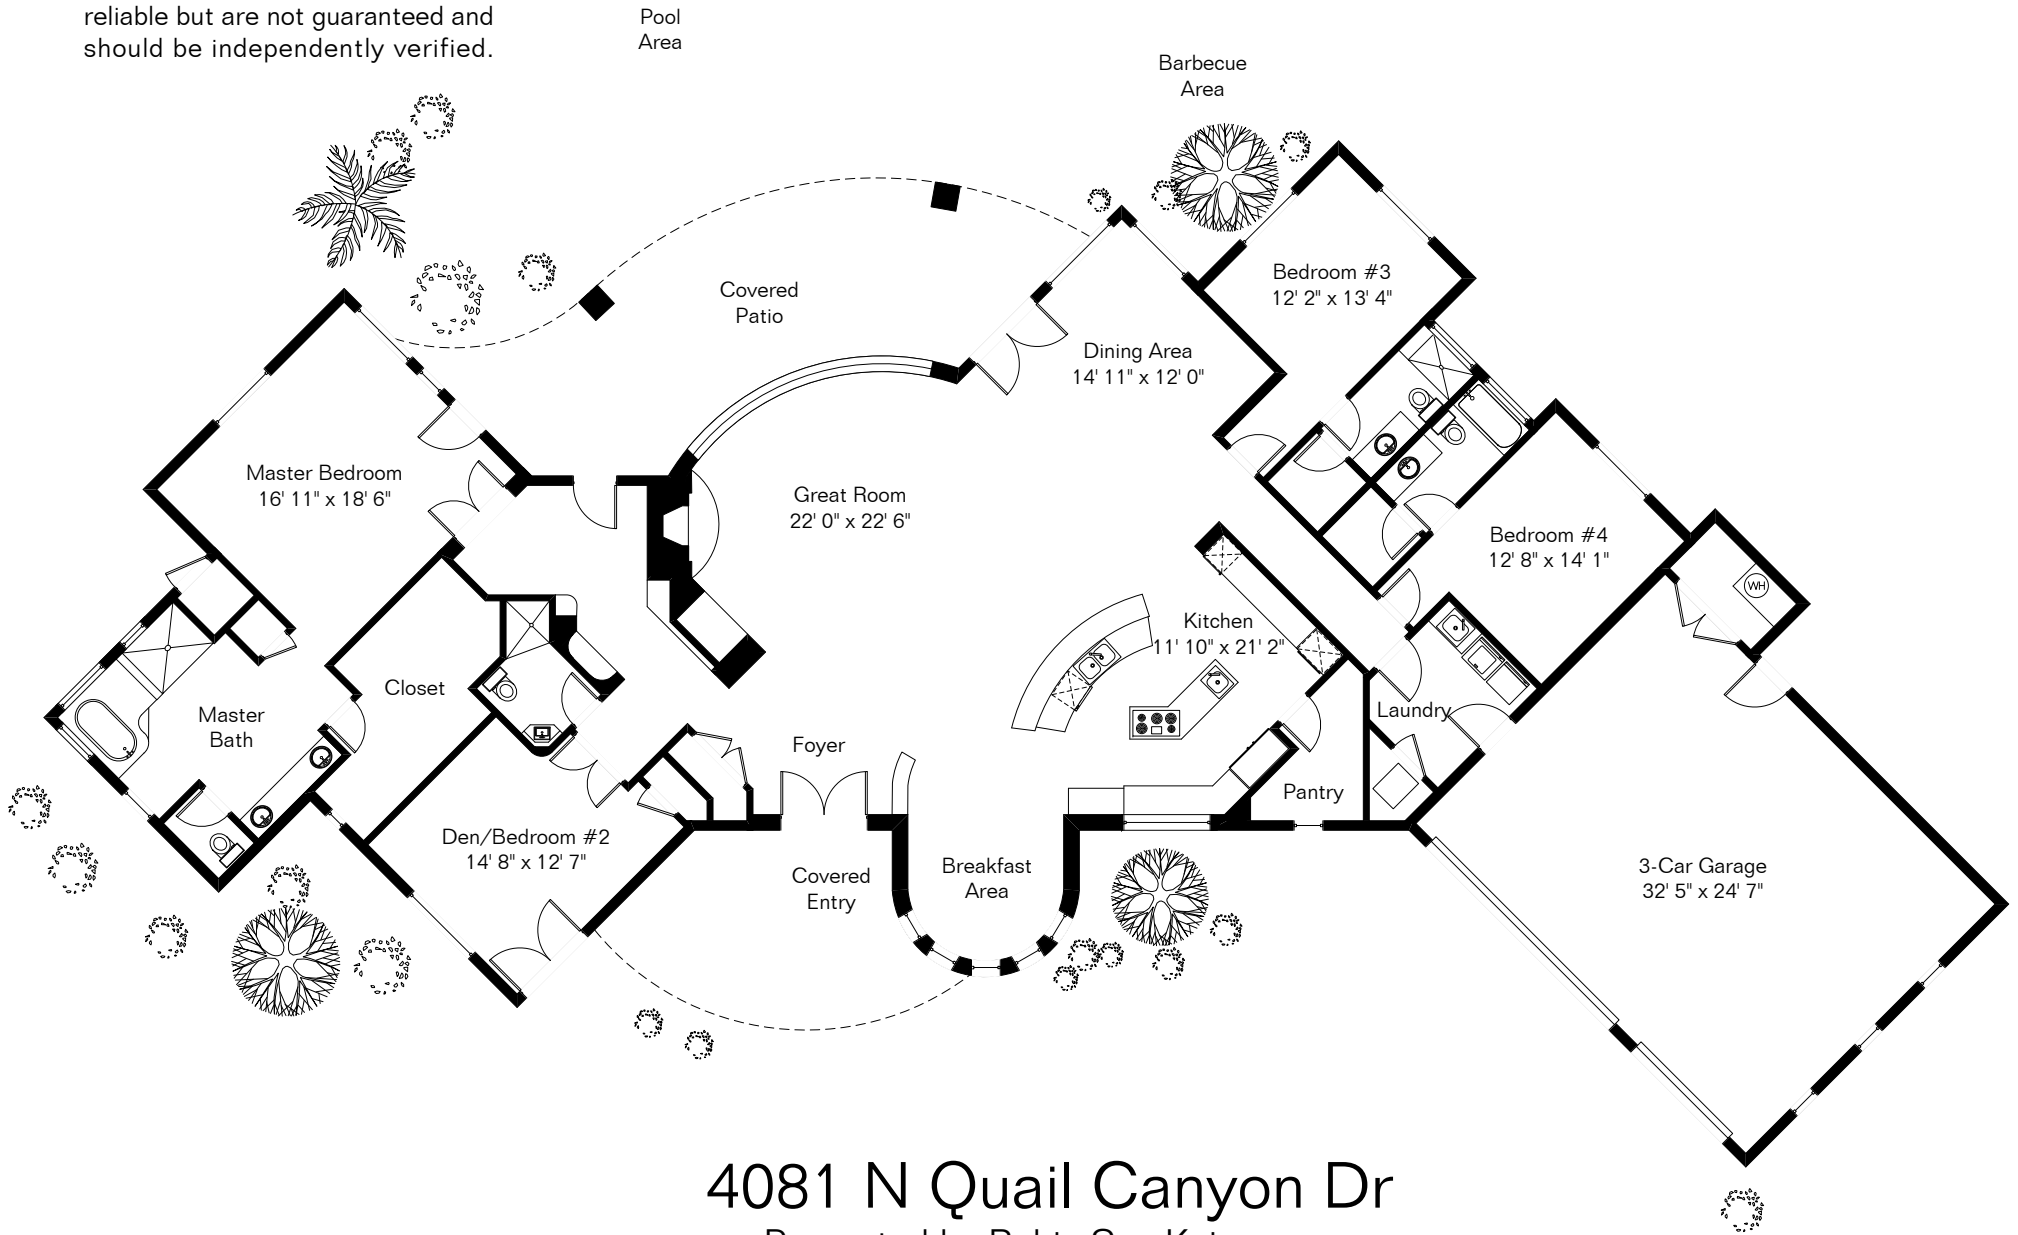 reliable but are not guaranteed and
should be independently verified.
Pool
Area
Barbecue
Area
Covered
Patio
Bedroom #3
12' 2" x 13' 4"
Dining Area
14' 11" x 12' 0"
Master Bedroom
16' 11" x 18' 6"
Great Room
22' 0" x 22' 6"
Bedroom #4
12' 8" x 14' 1"
WH
Kitchen
11' 10" x 21' 2"
Closet
Master
Bath
Laundry
Foyer
Pantry
Den/Bedroom #2
14' 8" x 12' 7"
Covered
Entry
Breakfast
Area
3-Car Garage
32' 5" x 24' 7"
4081 N Quail Canyon Dr